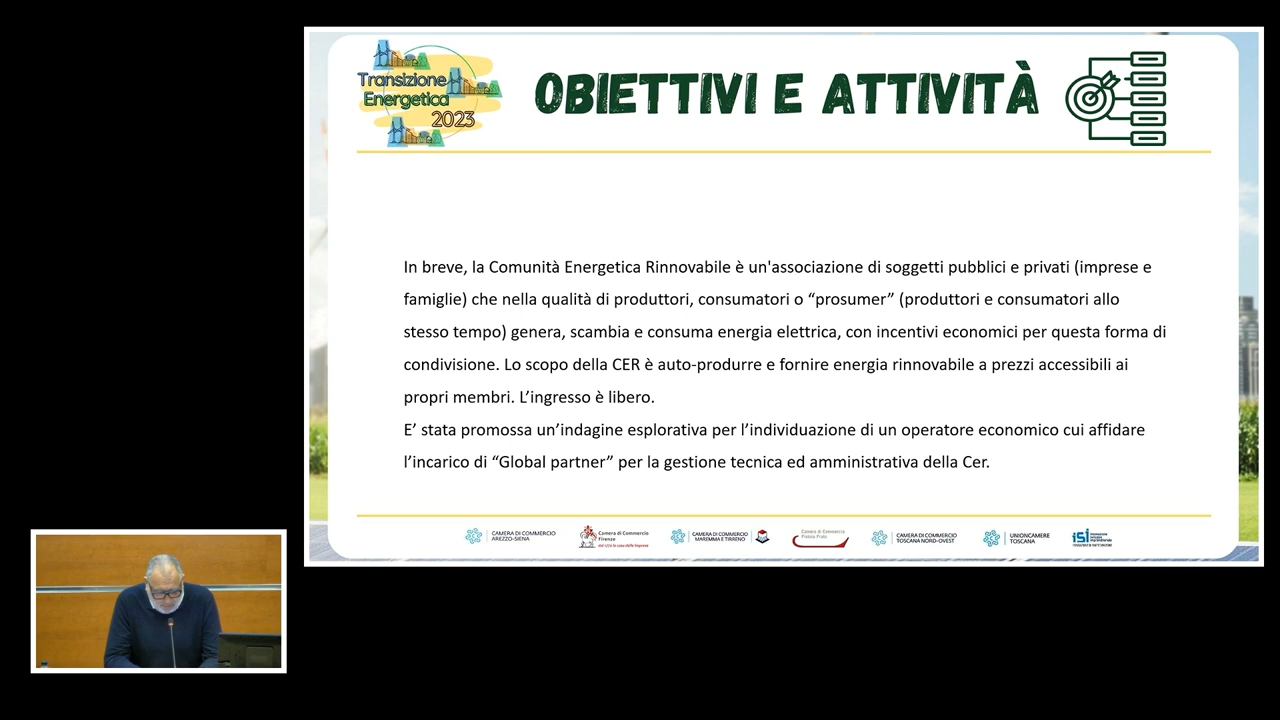 Transizione
Energetica
2023
OBIETTIVI E ATTIVITÀ
In breve, la Comunità Energetica Rinnovabile è un'associazione di soggetti pubblici e privati (imprese e
famiglie) che nella qualità di produttori, consumatori o “prosumer” (produttori e consumatori allo
stesso tempo) genera, scambia e consuma energia elettrica, con incentivi economici per questa forma di
condivisione. Lo scopo della CER è auto-produrre e fornire energia rinnovabile a prezzi accessibili ai
propri membri. L’ingresso è libero.
E’ stata promossa un’indagine esplorativa per l’individuazione di un operatore economico cui affidare
l’incarico di “Global partner” per la gestione tecnica ed amministrativa della Cer.
CAMERA DI COMMERCIO
AREZZO-SIENA
Camera di Commercio
Firenze
CAMERA DI COMMERCIO
MAREMMA E TIRRENO
Camera di Commercio
Pistoia Prato
CAMERA DI COMMERCIO
TOSCANA NORD-OVEST
UNIONCAMERE
TOSCANA
isi